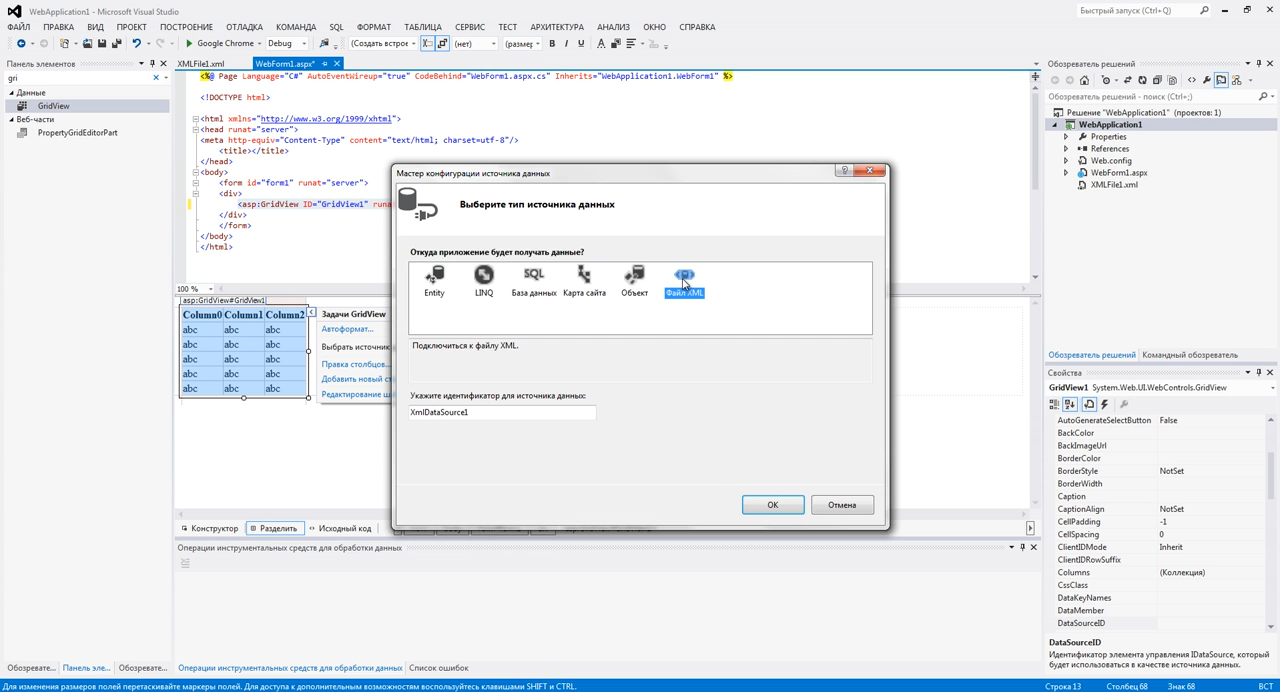 WebApplication1 - Microsoft Visual Studio
Быстрый запуск (Ctrl+Q)
ФАЙЛ ПРАВКА ВИД ПРОЕКТ ПОСТРОЕНИЕ ОТЛАДКА КОМАНДА SQL ФОРМАТ ТАБЛИЦА СЕРВИС ТЕСТ АРХИТЕКТУРА АНАЛИЗ ОКНО СПРАВКА
Google Chrome Debug (Создать встрое (нет) (размер B I U A
Панель элементов
gri
Данные
GridView
Веб-части
PropertyGridEditorPart
XMLFile1.xml WebForm1.aspx*
<%@ Page Language="C#" AutoEventWireup="true" CodeBehind="WebForm1.aspx.cs" Inherits="WebApplication1.WebForm1" %>
<!DOCTYPE html>
<html xmlns="http://www.w3.org/1999/xhtml">
<head runat="server">
<meta http-equiv="Content-Type" content="text/html; charset=utf-8"/>
<title></title>
</head>
<body>
<form id="form1" runat="server">
<div>
<asp:GridView ID="GridView1" runa
</div>
</form>
</body>
</html>
100 %
asp:GridView#GridView1
Column0 Column1 Column2
abc abc abc
abc abc abc
abc abc abc
abc abc abc
abc abc abc
Задачи GridView
Автоформат...
Выбрать источник
Правка столбцов...
Добавить новый ст
Редактирование ша
Мастер конфигурации источника данных
Выберите тип источника данных
Откуда приложение будет получать данные?
SQL
Entity LINQ База данных Карта сайта Объект Файл XML
Подключиться к файлу XML.
Укажите идентификатор для источника данных:
XmlDataSource1
OK Отмена
Конструктор Разделить Исходный код
Операции инструментальных средств для обработки данных
Обозревате... Панель эле... Обозревате... Операции инструментальных средств для обработки данных Список ошибок
Обозреватель решений
Обозреватель решений - поиск (Ctrl+;)
Решение "WebApplication1" (проектов: 1)
WebApplication1
Properties
References
Web.config
WebForm1.aspx
XMLFile1.xml
Обозреватель решений Командный обозреватель
Свойства
GridView1 System.Web.UI.WebControls.GridView
AutoGenerateSelectButton False
BackColor
BackImageUrl
BorderColor
BorderStyle NotSet
BorderWidth
Caption
CaptionAlign NotSet
CellPadding -1
CellSpacing 0
ClientIDMode Inherit
ClientIDRowSuffix
Columns (Коллекция)
CssClass
DataKeyNames
DataMember
DataSourceID
DataSourceID
Идентификатор элемента управления IDataSource, который
будет использоваться в качестве источника данных.
Для изменения размеров полей перетаскивайте маркеры полей. Для доступа к дополнительным возможностям воспользуйтесь клавишами SHIFT и CTRL. Строка 13 Столбец 68 Знак 68 ВСТ